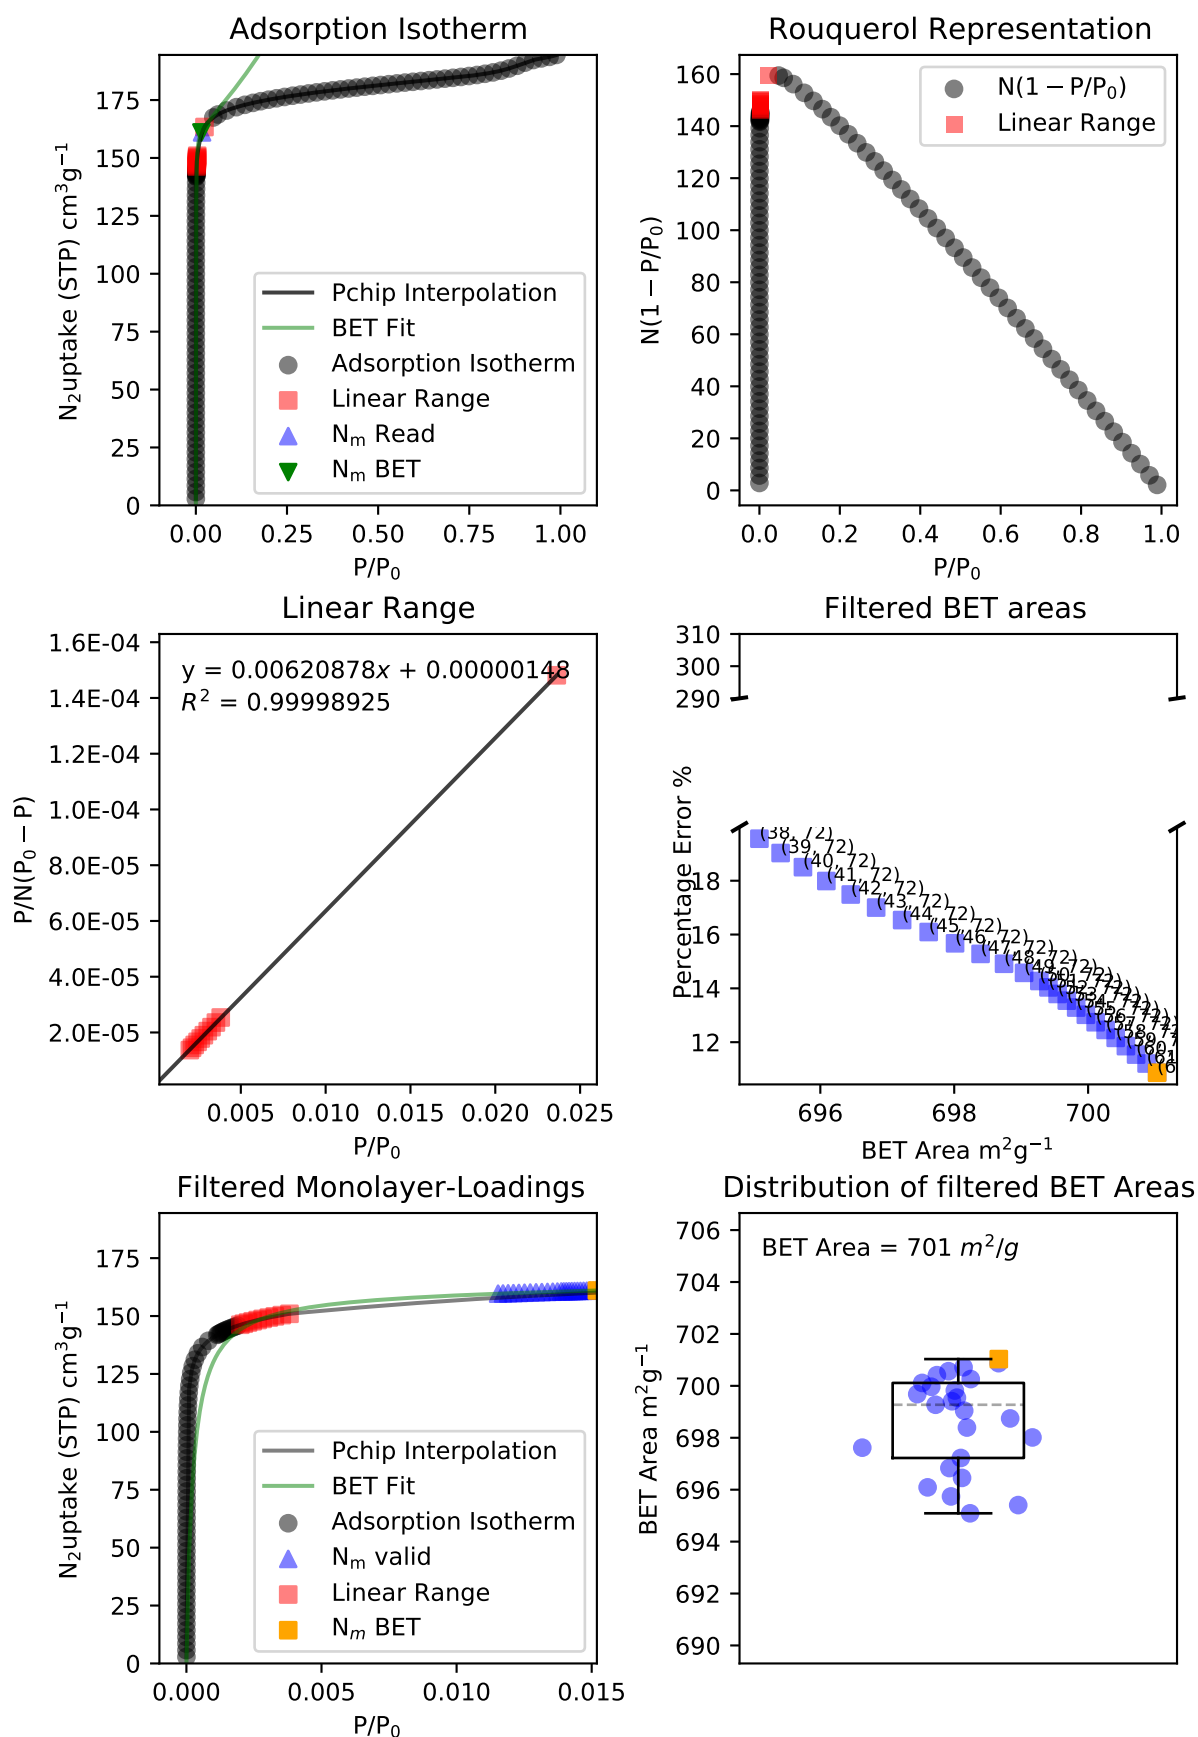 Adsorption Isotherm
N₂uptake (STP) cm³g⁻¹
175
150
125
100
75
50
25
0
Pchip Interpolation
BET Fit
Adsorption Isotherm
Linear Range
Nₘ Read
Nₘ BET
0.00 0.25 0.50 0.75 1.00
P/P₀
Rouquerol Representation
N(1 − P/P₀)
160
140
120
100
80
60
40
20
0
N(1 − P/P₀)
Linear Range
0.0 0.2 0.4 0.6 0.8 1.0
P/P₀
Linear Range
P/N(P₀ − P)
1.6E-04
1.4E-04
1.2E-04
1.0E-04
8.0E-05
6.0E-05
4.0E-05
2.0E-05
y = 0.00620878x + 0.00000148
R² = 0.99998925
0.005 0.010 0.015 0.020 0.025
P/P₀
Filtered BET areas
Percentage Error %
310
300
290
18
16
14
12
(38, 72)
(39, 72)
(40, 72)
(41, 72)
(42, 72)
(43, 72)
(44, 72)
(45, 72)
(46, 72)
(47, 72)
(48, 72)
(49, 72)
696 698 700
BET Area m²g⁻¹
Filtered Monolayer-Loadings
N₂uptake (STP) cm³g⁻¹
175
150
125
100
75
50
25
0
Pchip Interpolation
BET Fit
Adsorption Isotherm
Nₘ valid
Linear Range
Nₘ BET
0.000 0.005 0.010 0.015
P/P₀
Distribution of filtered BET Areas
BET Area m²g⁻¹
706
704
702
700
698
696
694
692
690
BET Area = 701 m²/g